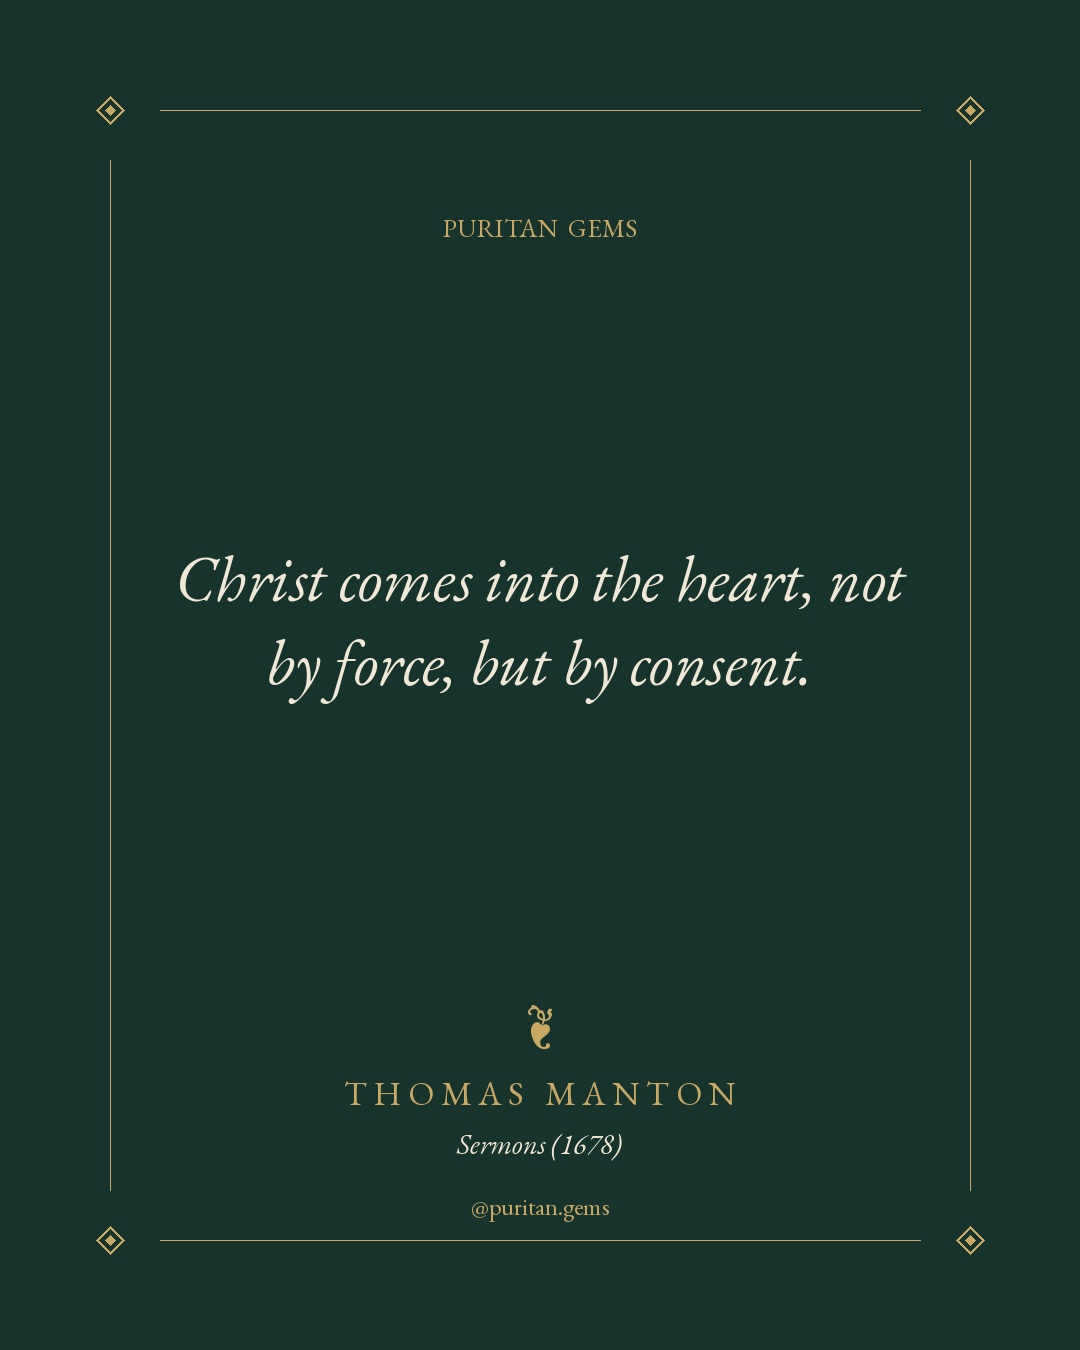 PURITAN GEMS
Christ comes into the heart, not
by force, but by consent.
THOMAS MANTON
Sermons (1678)
@puritan.gems